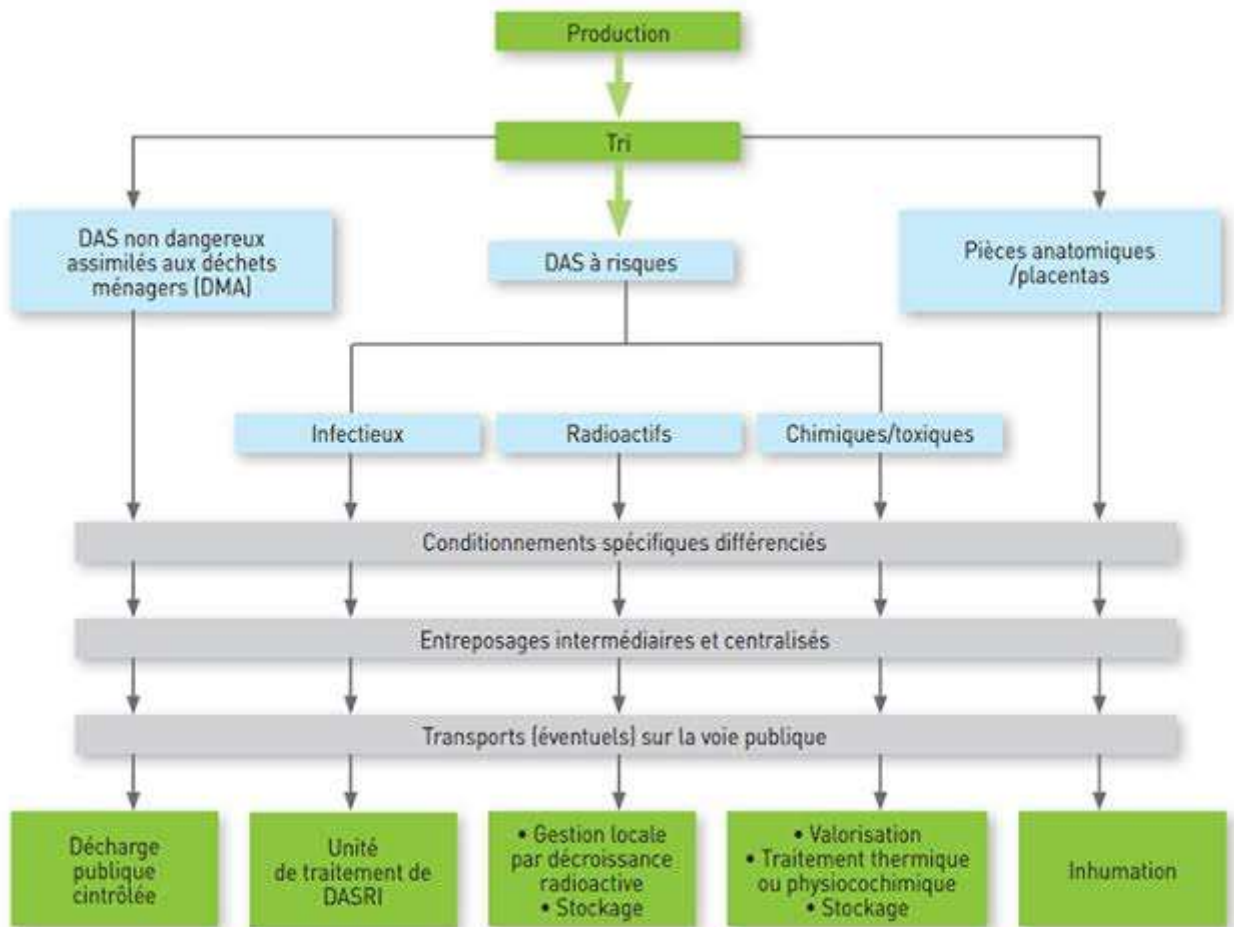 Production
Tri
DAS non dangereux
assimilés aux déchets
ménagers (DMA)
DAS à risques
Pièces anatomiques
/placentas
Infectieux
Radioactifs
Chimiques/toxiques
Conditionnements spécifiques différenciés
Entreposages intermédiaires et centralisés
Transports (éventuels) sur la voie publique
Décharge
publique
cintrôlée
Unité
de traitement de
DASRI
• Gestion locale
par décroissance
radioactive
• Stockage
• Valorisation
• Traitement thermique
ou physiocochimique
• Stockage
Inhumation